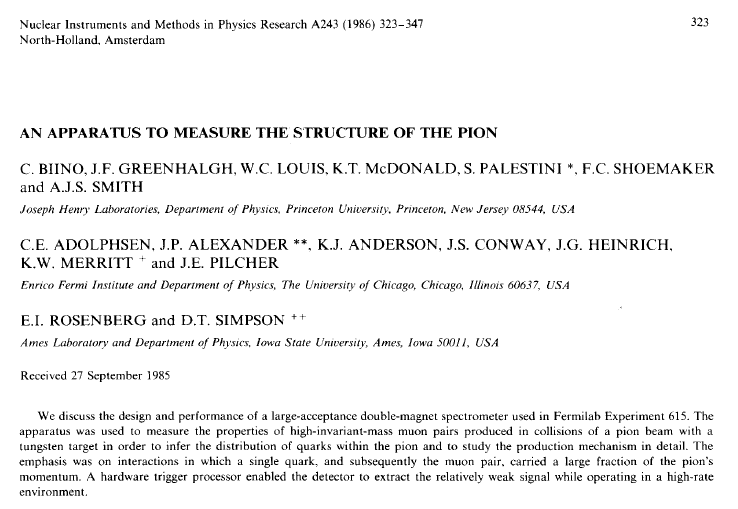 Nuclear Instruments and Methods in Physics Research A243 (1986) 323–347
323
North-Holland, Amsterdam
AN APPARATUS TO MEASURE THE STRUCTURE OF THE PION
C. BIINO, J.F. GREENHALGH, W.C. LOUIS, K.T. McDONALD, S. PALESTINI *, F.C. SHOEMAKER
and A.J.S. SMITH
Joseph Henry Laboratories, Department of Physics, Princeton University, Princeton, New Jersey 08544, USA
C.E. ADOLPHSEN, J.P. ALEXANDER **, K.J. ANDERSON, J.S. CONWAY, J.G. HEINRICH,
K.W. MERRITT + and J.E. PILCHER
Enrico Fermi Institute and Department of Physics, The University of Chicago, Chicago, Illinois 60637, USA
E.I. ROSENBERG and D.T. SIMPSON ++
Ames Laboratory and Department of Physics, Iowa State University, Ames, Iowa 50011, USA
Received 27 September 1985
We discuss the design and performance of a large-acceptance double-magnet spectrometer used in Fermilab Experiment 615. The
apparatus was used to measure the properties of high-invariant-mass muon pairs produced in collisions of a pion beam with a
tungsten target in order to infer the distribution of quarks within the pion and to study the production mechanism in detail. The
emphasis was on interactions in which a single quark, and subsequently the muon pair, carried a large fraction of the pion's
momentum. A hardware trigger processor enabled the detector to extract the relatively weak signal while operating in a high-rate
environment.